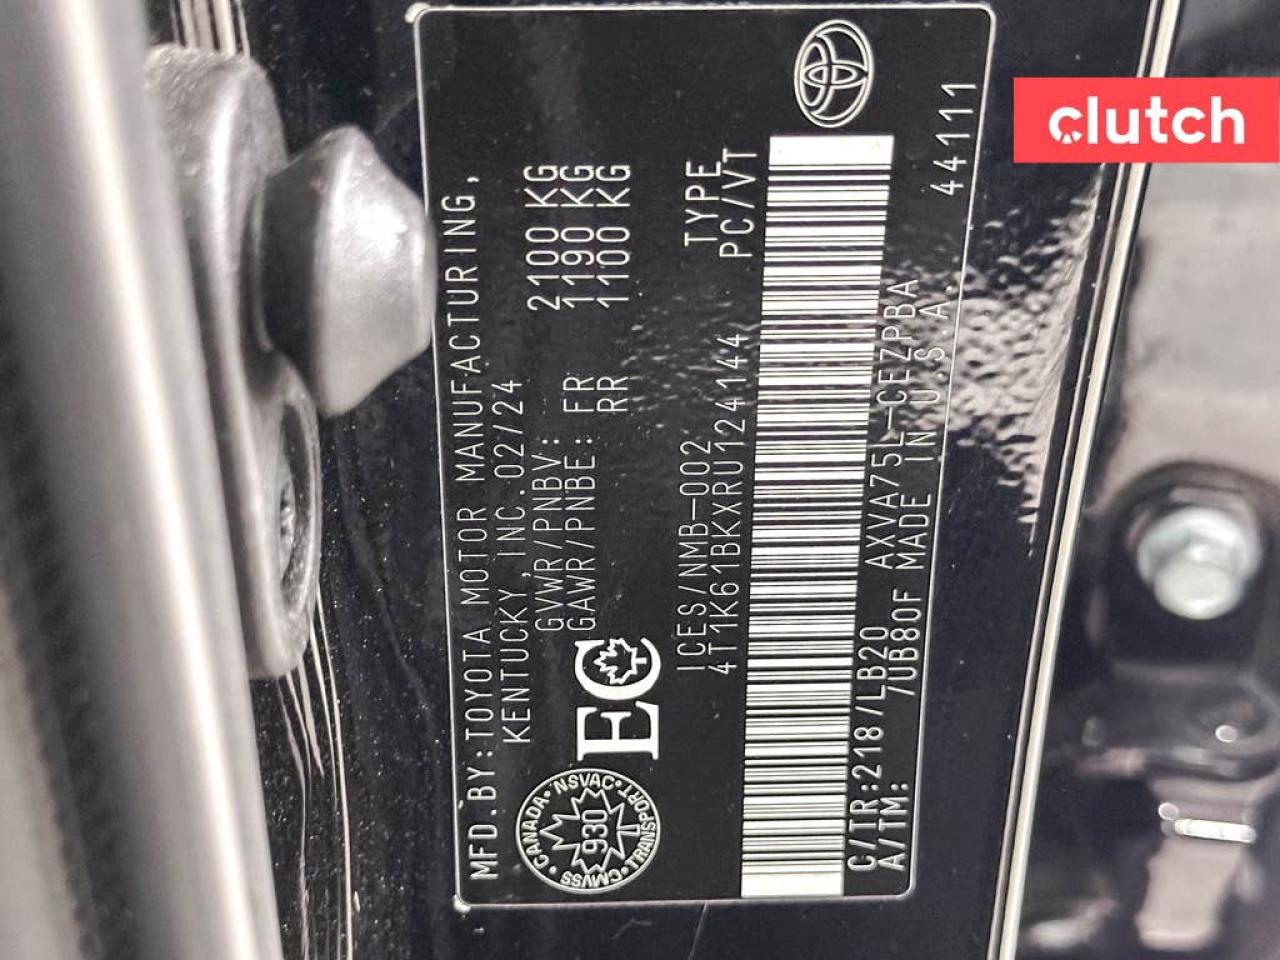 clutch
MFD.BY:TOYOTA MOTOR MANUFACTURING,
KENTUCKY,INC.02/24
GVWR/PNBV: 2100 KG
GAWR/PNBE: FR 1190 KG
RR 1100 KG
CANADA · NSVAC · TRANSPORT · CMVSS
930
EC
ICES/NMB-002 TYPE
4T1K61BKXRU124144 PC/VT
C/TR:218/LB20 AXVA75L-CEZPBA
A/TM: 7UB80F MADE IN U.S.A. 44111